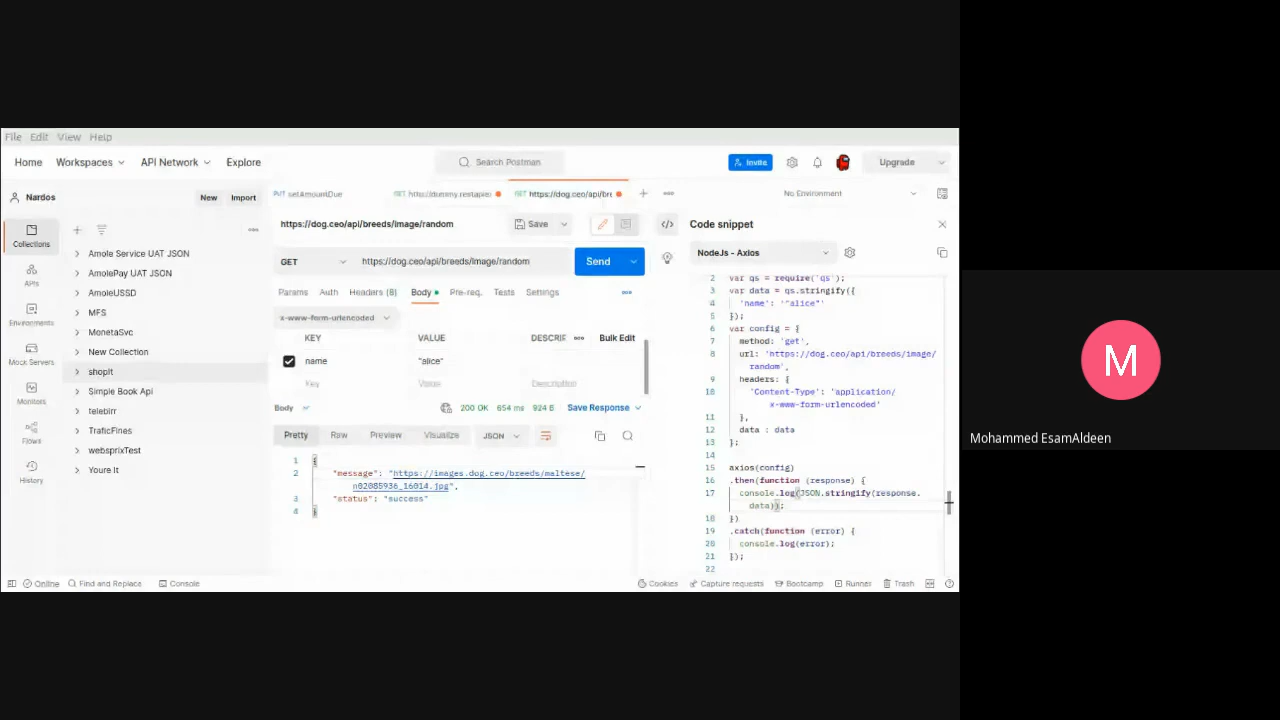 File Edit View Help
Home Workspaces API Network Explore Search Postman Invite Upgrade
Nardos New Import
PUT setAmountDue GET http://dummy.restapiex GET https://dog.ceo/api/bre No Environment
https://dog.ceo/api/breeds/image/random Save
GET https://dog.ceo/api/breeds/image/random Send
Params Auth Headers (8) Body Pre-req. Tests Settings
x-www-form-urlencoded
KEY VALUE DESCRIF Bulk Edit
name "alice"
Key Value Description
Body 200 OK 654 ms 924 B Save Response
Pretty Raw Preview Visualize JSON
1 {
2 "message": "https://images.dog.ceo/breeds/maltese/
n02085936_16014.jpg",
3 "status": "success"
4 }
Collections
APIs
Environments
Mock Servers
Monitors
Flows
History
Amole Service UAT JSON
AmolePay UAT JSON
AmoleUSSD
MFS
MonetaSvc
New Collection
shopIt
Simple Book Api
telebirr
TraficFines
websprixTest
Youre It
Code snippet
NodeJs - Axios
2 var qs = require('qs');
3 var data = qs.stringify({
4 'name': '"alice"'
5 });
6 var config = {
7 method: 'get',
8 url: 'https://dog.ceo/api/breeds/image/
random',
9 headers: {
10 'Content-Type': 'application/
x-www-form-urlencoded'
11 },
12 data : data
13 };
14
15 axios(config)
16 .then(function (response) {
17 console.log(JSON.stringify(response.
data));
18 })
19 .catch(function (error) {
20 console.log(error);
21 });
22
Online Find and Replace Console Cookies Capture requests Bootcamp Runner Trash
M
Mohammed EsamAldeen